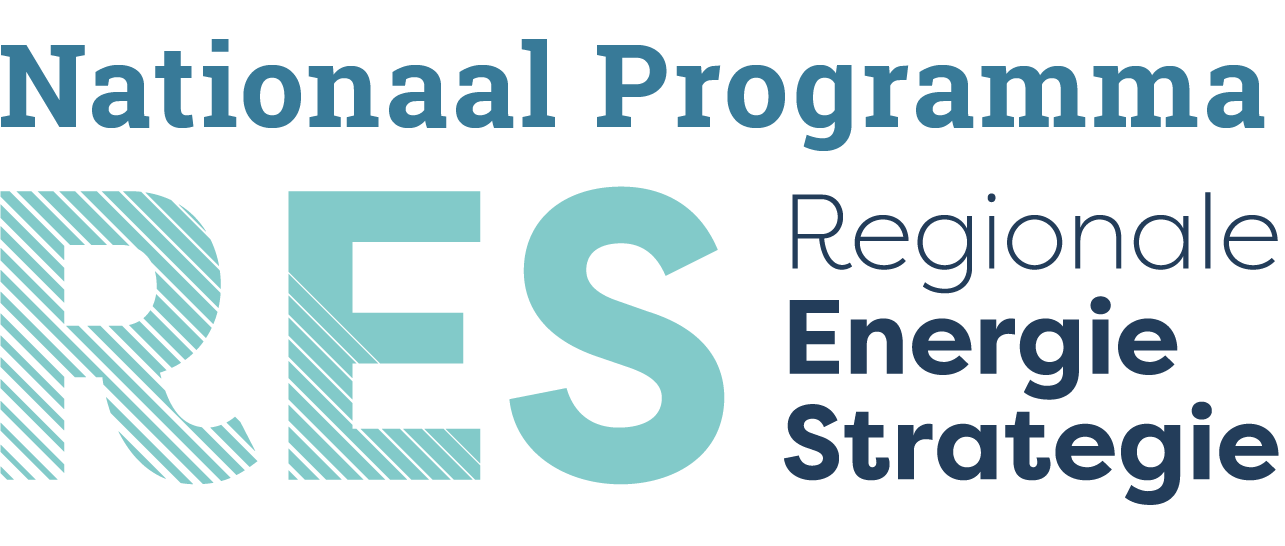 Nationaal Programma
RES
Regionale
Energie
Strategie